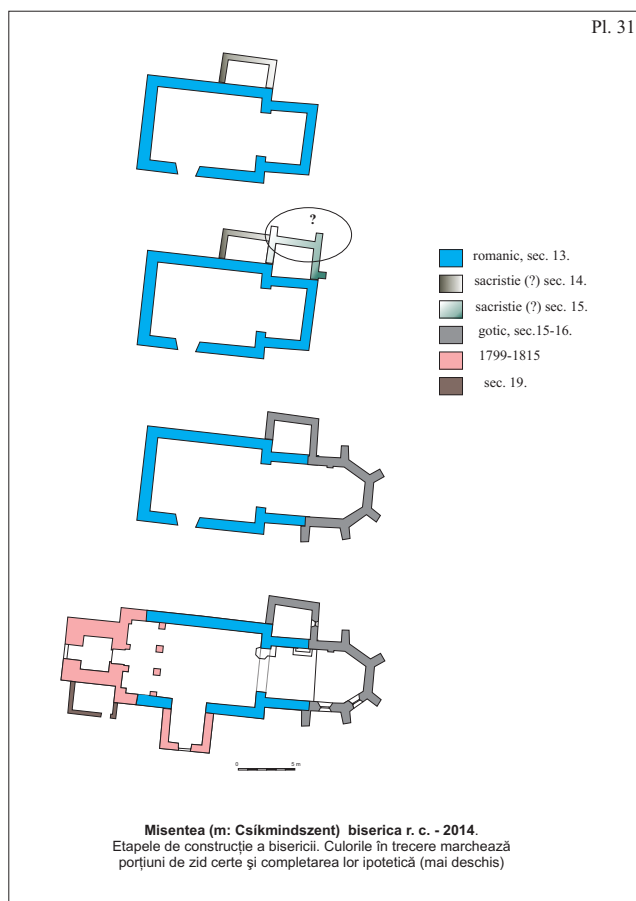 Pl. 31
?
romanic, sec. 13.
sacristie (?) sec. 14.
sacristie (?) sec. 15.
gotic, sec.15-16.
1799-1815
sec. 19.
0 5 m
Misentea (m: Csíkmindszent) biserica r. c. - 2014.
Etapele de construcție a bisericii. Culorile în trecere marchează
porțiuni de zid certe și completarea lor ipotetică (mai deschis)